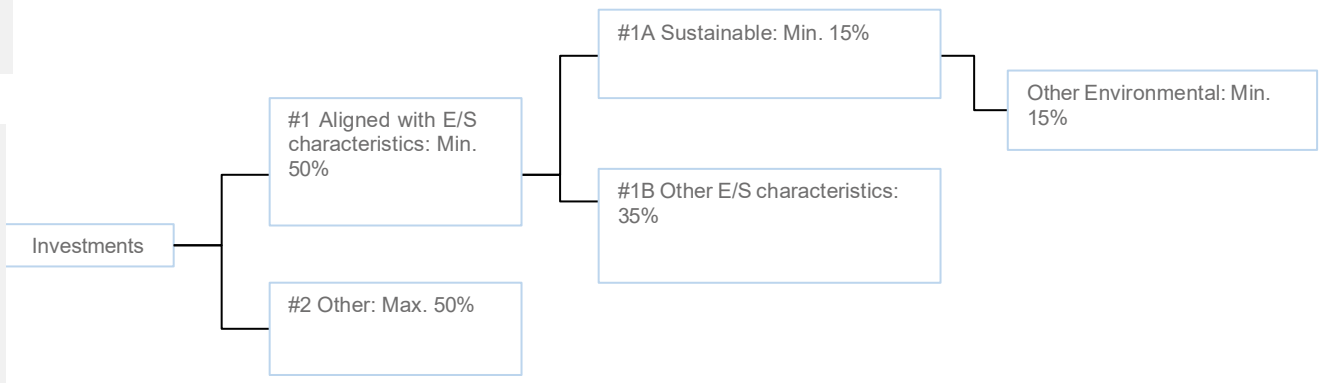 #1A Sustainable: Min. 15%
Other Environmental: Min.
15%
#1 Aligned with E/S
characteristics: Min.
50%
#1B Other E/S characteristics:
35%
Investments
#2 Other: Max. 50%